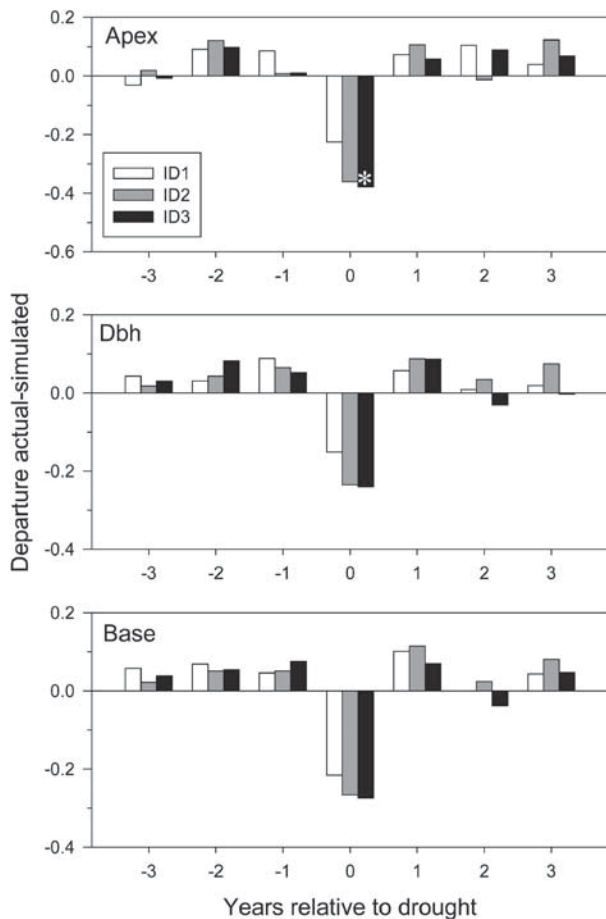 Apex
0.2
0.0
-0.2
-0.4
-0.6
ID1
ID2
ID3
*
-3 -2 -1 0 1 2 3
Departure actual-simulated
Dbh
0.2
0.0
-0.2
-0.4
-3 -2 -1 0 1 2 3
Base
0.2
0.0
-0.2
-0.4
-3 -2 -1 0 1 2 3
Years relative to drought